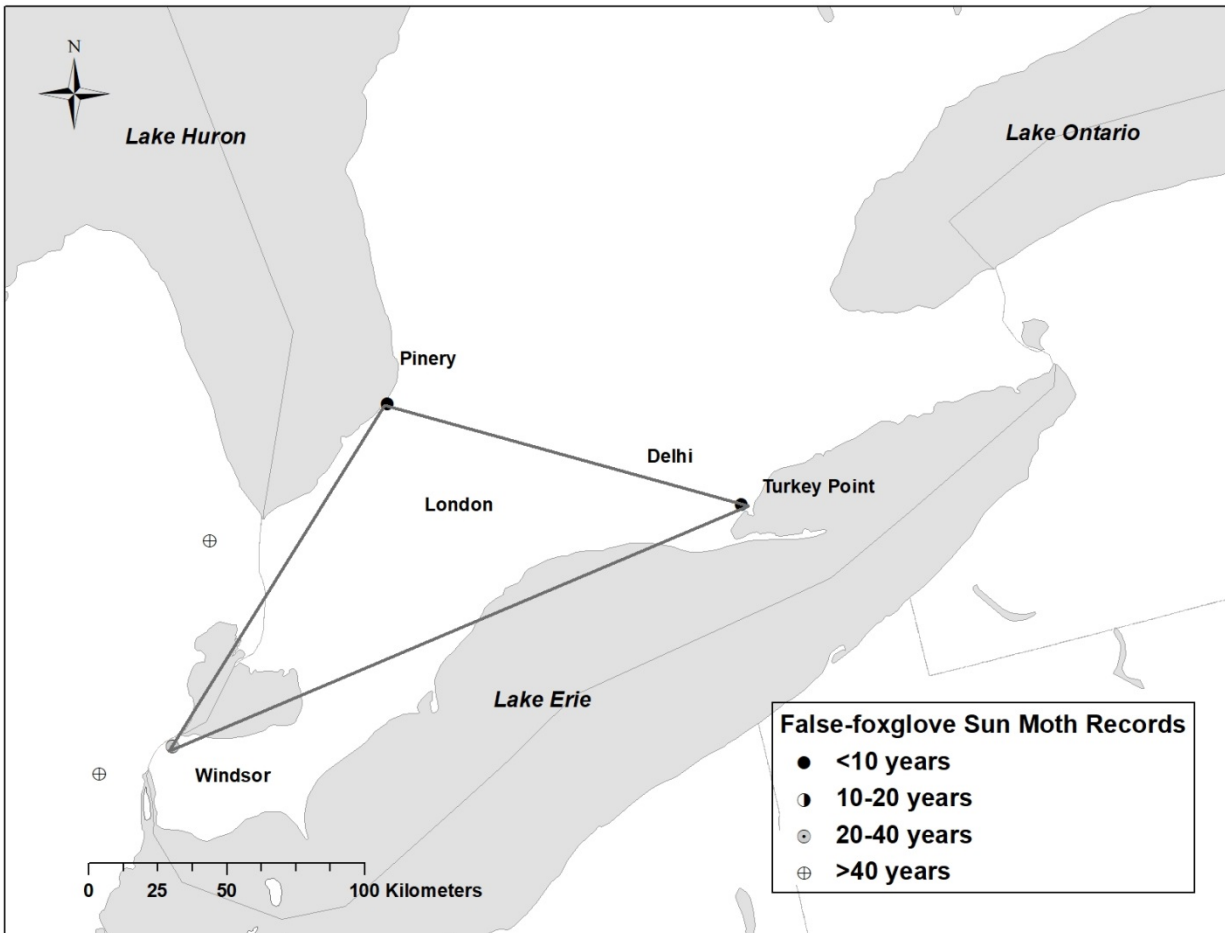 N
Lake Huron
Lake Ontario
Pinery
Delhi
Turkey Point
London
Lake Erie
Windsor
False-foxglove Sun Moth Records
<10 years
10-20 years
20-40 years
>40 years
0 25 50 100 Kilometers